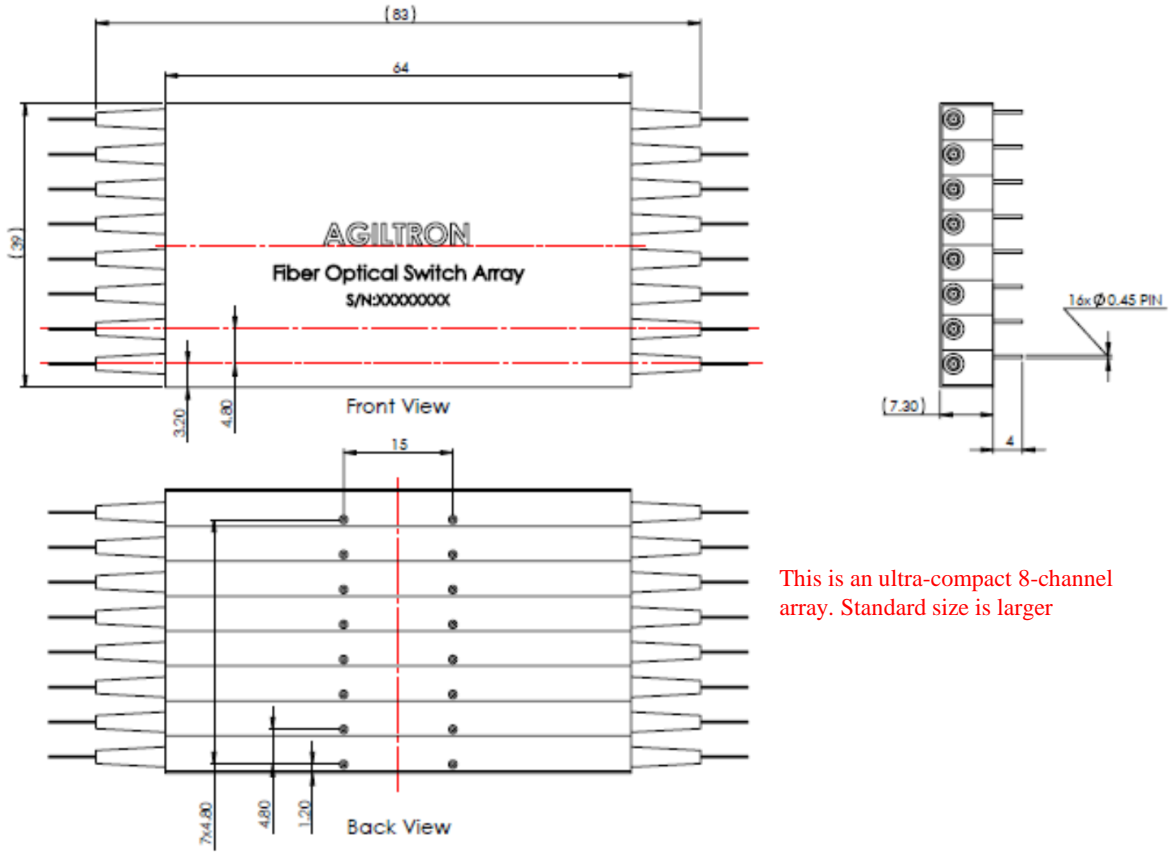 (83)
64
(39)
AGILTRON
Fiber Optical Switch Array
S/N:XXXXXXXX
16x Ø0.45 PIN
3.20
4.80
Front View
(7.30)
4
15
This is an ultra-compact 8-channel
array. Standard size is larger
7x4.80
4.80
1.20
Back View